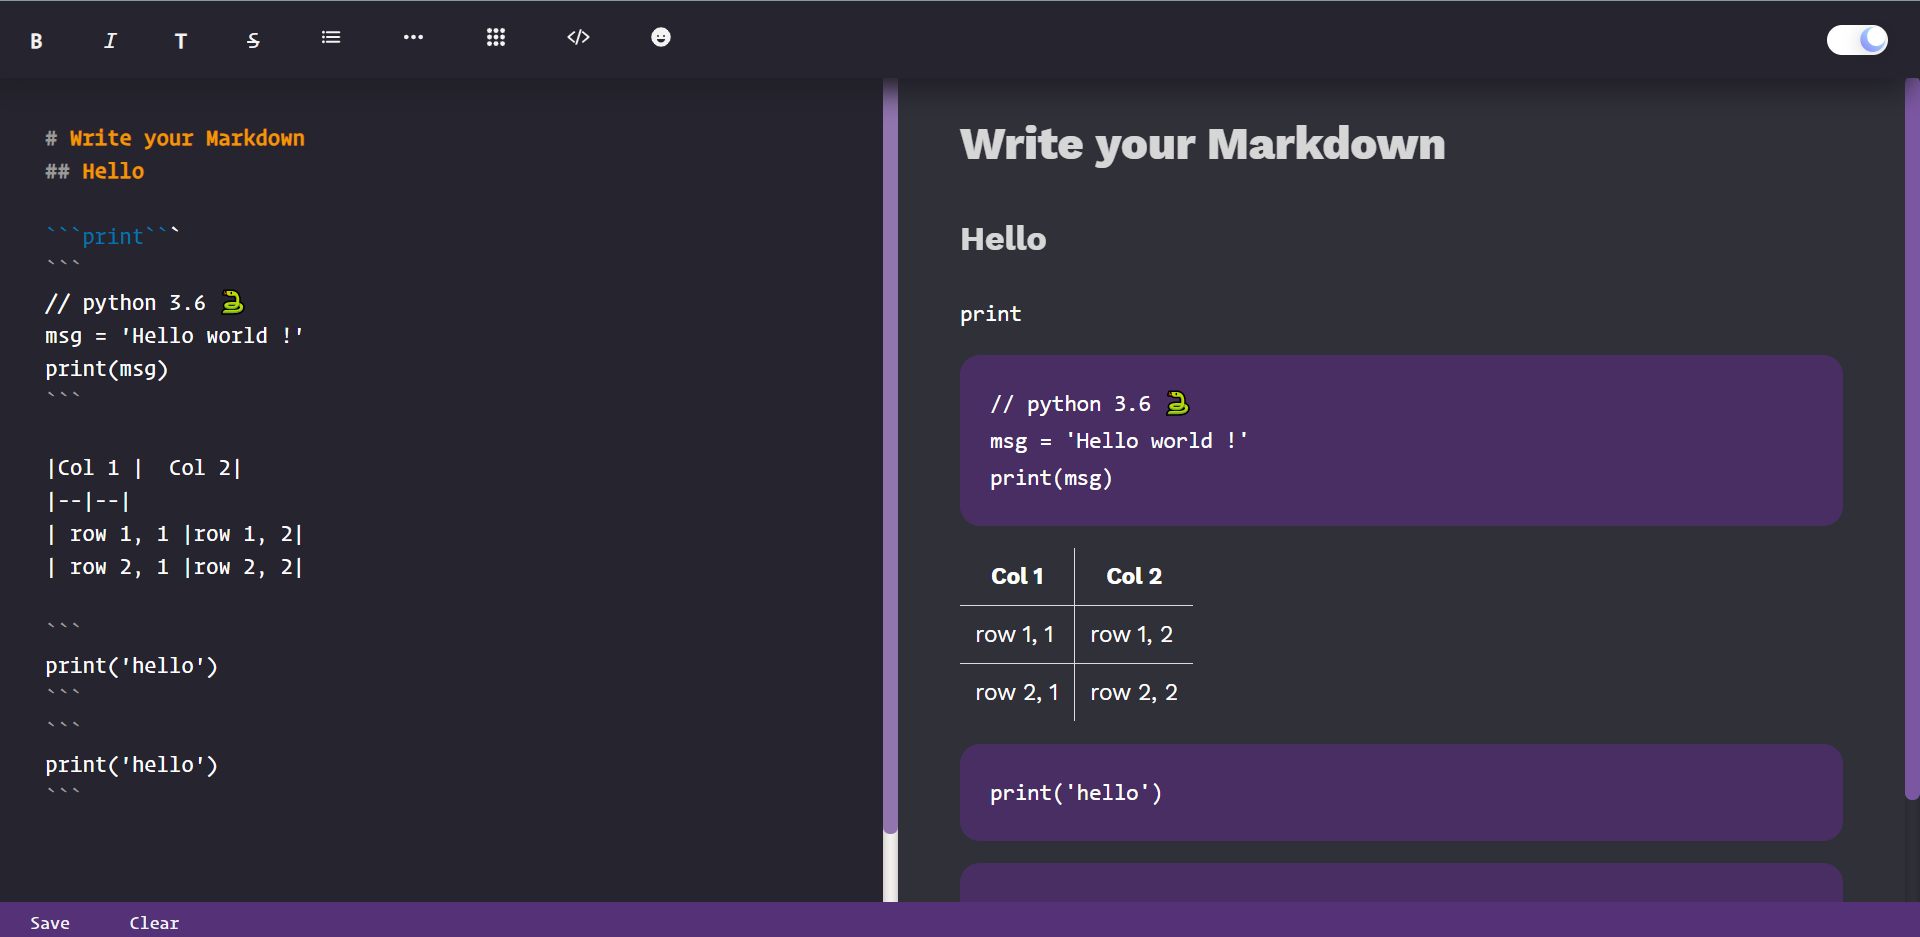 B I T S </>
# Write your Markdown
## Hello
```print```
```
// python 3.6 🐍
msg = 'Hello world !'
print(msg)
```
|Col 1 |  Col 2|
|--|--|
| row 1, 1 |row 1, 2|
| row 2, 1 |row 2, 2|
```
print('hello')
```
```
print('hello')
```
Write your Markdown
Hello
print
// python 3.6 🐍
msg = 'Hello world !'
print(msg)
Col 1 Col 2
row 1, 1 row 1, 2
row 2, 1 row 2, 2
print('hello')
Save Clear